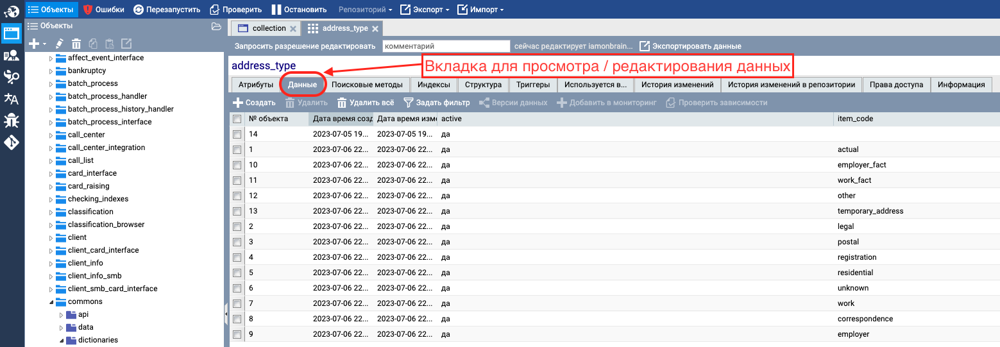 Объекты Ошибки Перезапустить Проверить Остановить Репозиторий Экспорт Импорт
Объекты
affect_event_interface
bankruptcy
batch_process
batch_process_handler
batch_process_history_handler
batch_process_interface
call_center
call_center_integration
call_list
card_interface
card_raising
checking_indexes
classification
classification_browser
client
client_card_interface
client_info
client_info_smb
client_smb_card_interface
commons
api
data
dictionaries
collection address_type
Запросить разрешение редактировать комментарий сейчас редактирует iamonbrain... Экспортировать данные
address_type
Вкладка для просмотра / редактирования данных
Атрибуты Данные Поисковые методы Индексы Структура Триггеры Используется в... История изменений История изменений в репозитории Права доступа Информация
Создать Удалить Удалить всё Задать фильтр Версии данных Добавить в мониторинг Проверить зависимости
№ объекта Дата время созд Дата время изме active item_code
14 2023-07-05 19... 2023-07-05 19... да
1 2023-07-06 22... 2023-07-06 22... да actual
10 2023-07-06 22... 2023-07-06 22... да employer_fact
11 2023-07-06 22... 2023-07-06 22... да work_fact
12 2023-07-06 22... 2023-07-06 22... да other
13 2023-07-06 22... 2023-07-06 22... да temporary_address
2 2023-07-06 22... 2023-07-06 22... да legal
3 2023-07-06 22... 2023-07-06 22... да postal
4 2023-07-06 22... 2023-07-06 22... да registration
5 2023-07-06 22... 2023-07-06 22... да residential
6 2023-07-06 22... 2023-07-06 22... да unknown
7 2023-07-06 22... 2023-07-06 22... да work
8 2023-07-06 22... 2023-07-06 22... да correspondence
9 2023-07-06 22... 2023-07-06 22... да employer